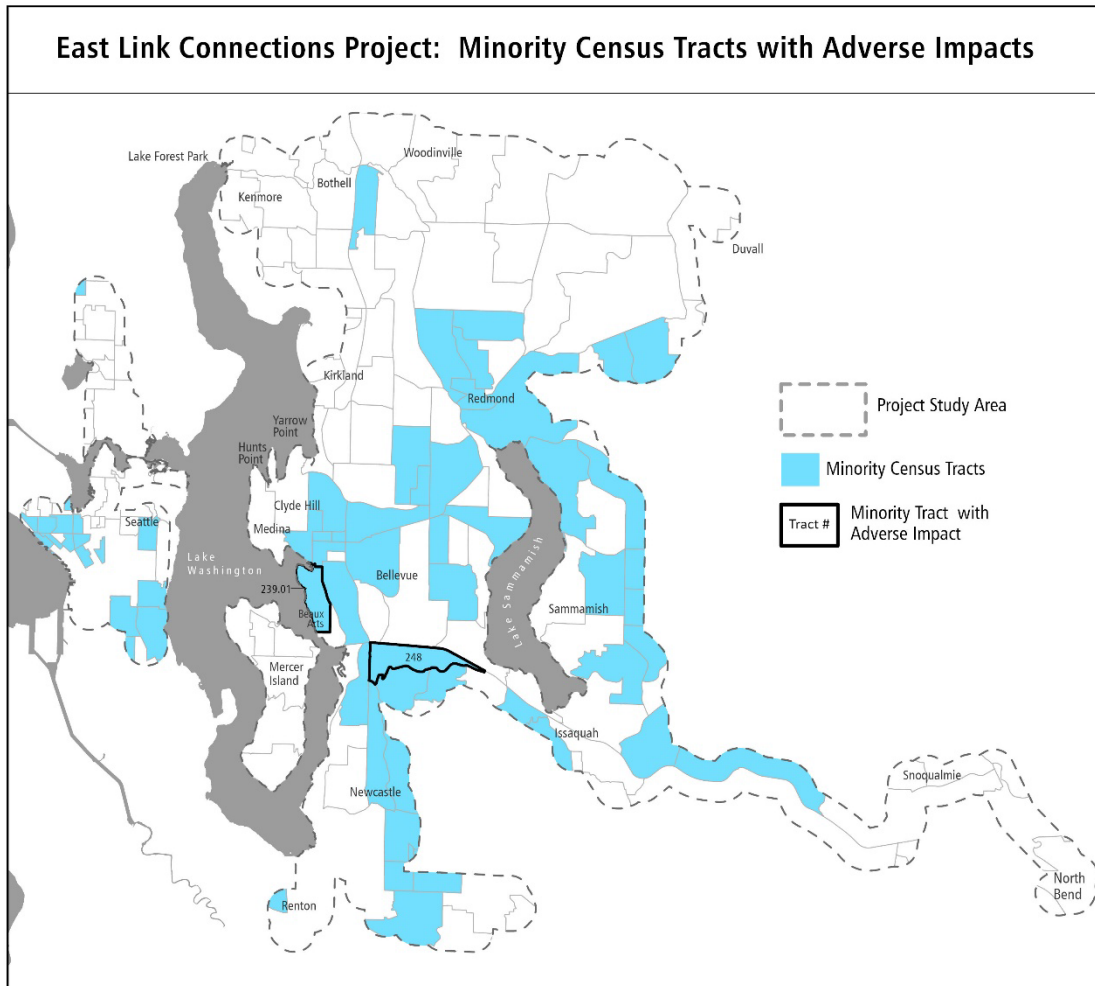 East Link Connections Project: Minority Census Tracts with Adverse Impacts
Lake Forest Park
Woodinville
Bothell
Kenmore
Duvall
Kirkland
Redmond
Project Study Area
Yarrow
Point
Hunts
Point
Minority Census Tracts
Clyde Hill
Seattle
Medina
Tract #
Minority Tract with
Adverse Impact
Lake
Washington
Bellevue
239.01
Lake Sammamish
Sammamish
Beaux
Arts
248
Mercer
Island
Issaquah
Snoqualmie
Newcastle
North
Bend
Renton